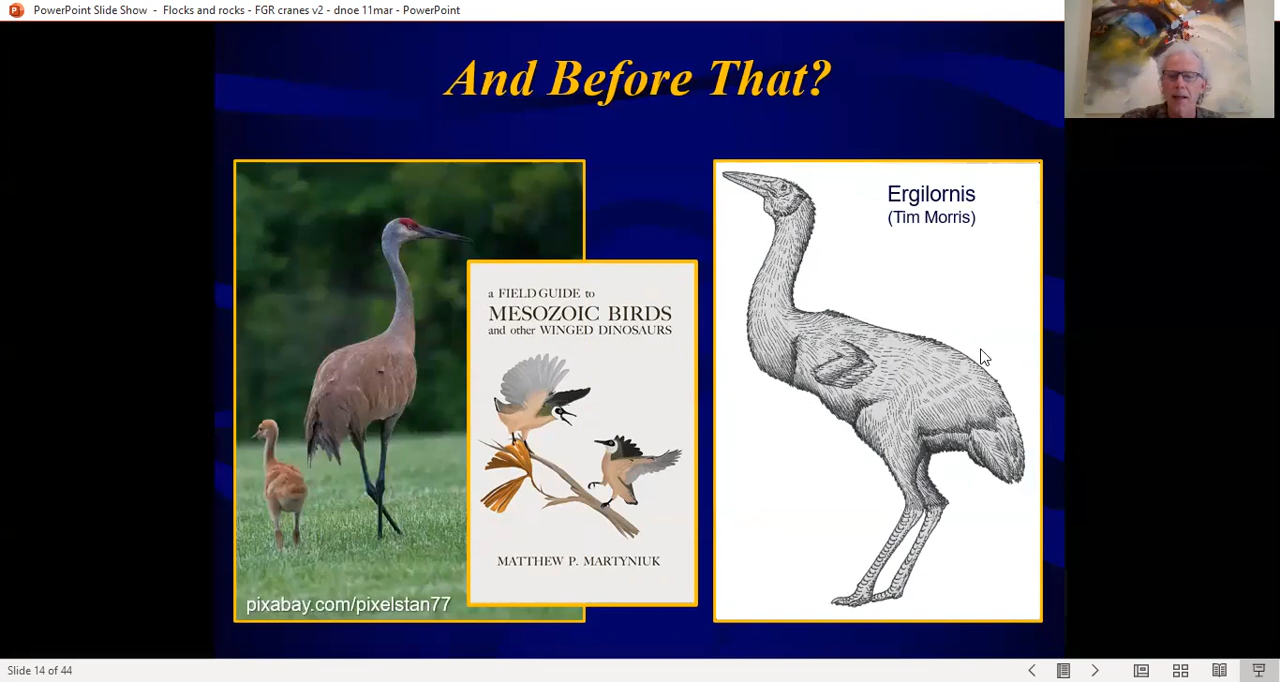 PowerPoint Slide Show - Flocks and rocks - FGR cranes v2 - dnoe 11mar - PowerPoint
And Before That?
Ergilornis
(Tim Morris)
a FIELD GUIDE to
MESOZOIC BIRDS
and other WINGED DINOSAURS
MATTHEW P. MARTYNIUK
pixabay.com/pixelstan77
Slide 14 of 44